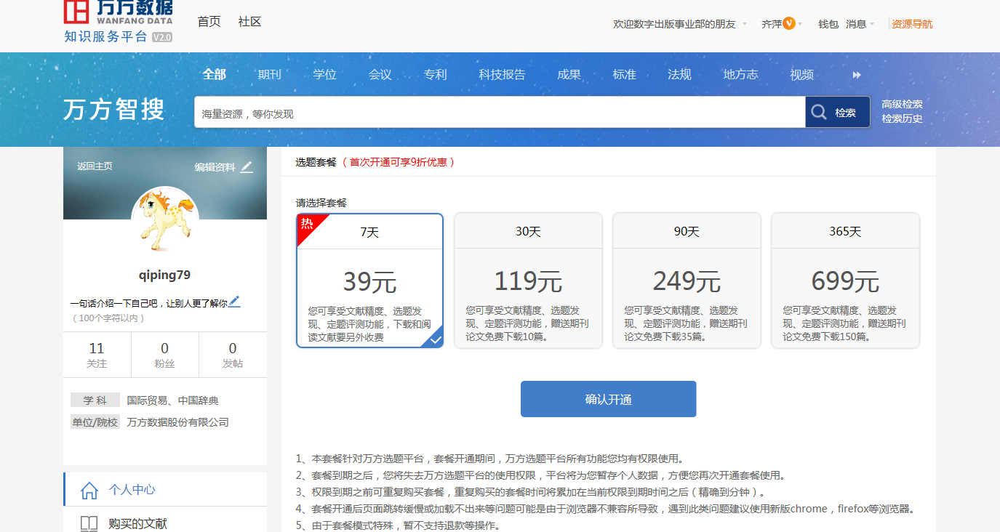 万方数据
WANFANG DATA
知识服务平台 V2.0
首页 社区
欢迎数字出版事业部的朋友 齐萍 V 钱包 消息 资源导航
全部 期刊 学位 会议 专利 科技报告 成果 标准 法规 地方志 视频
万方智搜
海量资源，等你发现
检索
高级检索
检索历史
返回主页 编辑资料
qiping79
一句话介绍一下自己吧，让别人更了解你
（100个字符以内）
11 0 0
关注 粉丝 发帖
学 科 国际贸易、中国辞典
单位/院校 万方数据股份有限公司
个人中心
购买的文献
选题套餐（首次开通可享9折优惠）
请选择套餐
热
7天
39元
您可享受文献精度、选题发
现、定题评测功能，下载和阅
读文献要另外收费
30天
119元
您可享受文献精度、选题发
现、定题评测功能，赠送期刊
论文免费下载10篇。
90天
249元
您可享受文献精度、选题发
现、定题评测功能，赠送期刊
论文免费下载35篇。
365天
699元
您可享受文献精度、选题发
现、定题评测功能，赠送期刊
论文免费下载150篇。
确认开通
1、本套餐针对万方选题平台，套餐开通期间，万方选题平台所有功能您均有权限使用。
2、套餐到期之后，您将失去万方选题平台的使用权限，平台将为您暂存个人数据，方便您再次开通套餐使用。
3、权限到期之前可重复购买套餐，重复购买的套餐时间将累加在当前权限到期时间之后（精确到分钟）。
4、套餐开通后页面跳转缓慢或加载不出来等问题可能是由于浏览器不兼容所导致，遇到此类问题建议使用新版chrome，firefox等浏览器。
5、由于套餐模式特殊，暂不支持退款等操作。